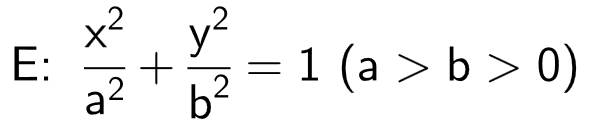 E: x²/a² + y²/b² = 1 (a > b > 0)